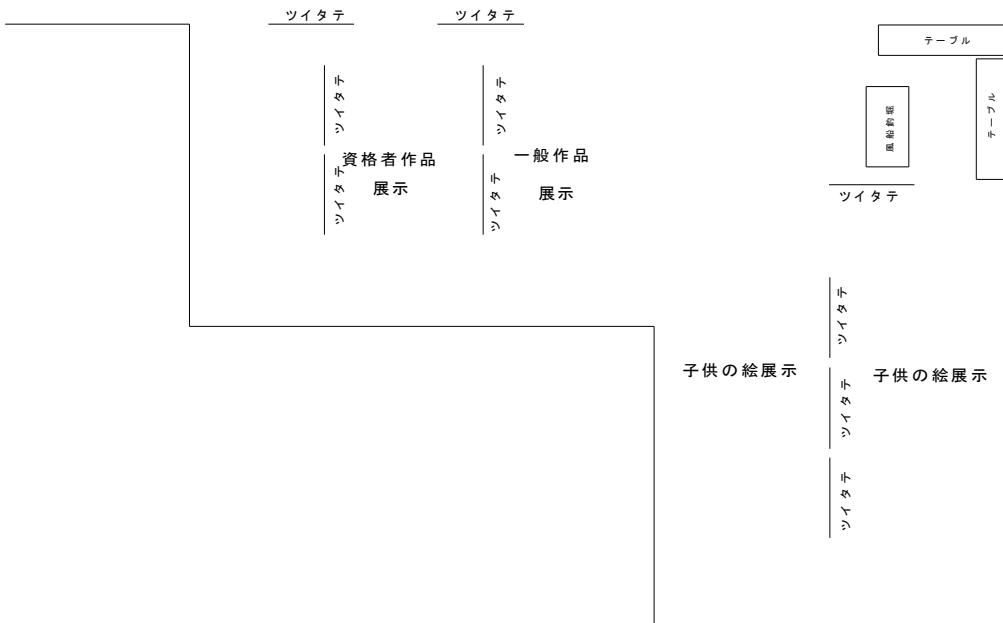 ツイタテ
ツイタテ
テーブル
ツイタテ
ツイタテ
テーブル
風船釣堀
資格者作品
展示
一般作品
展示
ツイタテ
ツイタテ
ツイタテ
ツイタテ
子供の絵展示
子供の絵展示
ツイタテ
ツイタテ